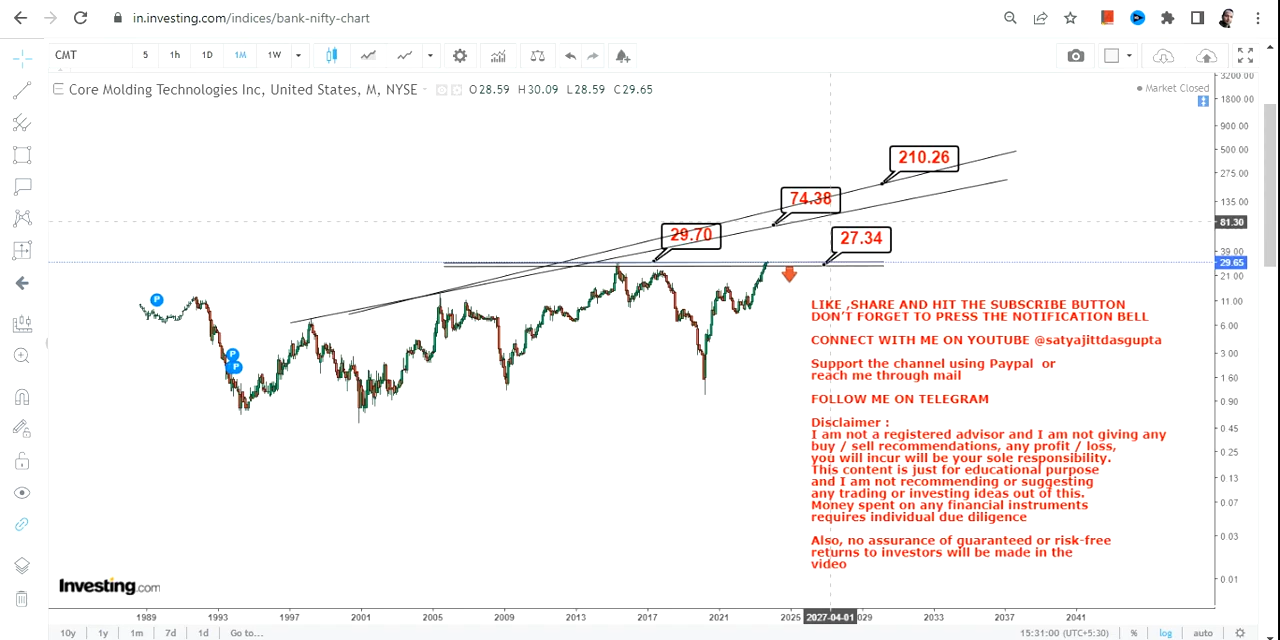 in.investing.com/indices/bank-nifty-chart
CMT 5 1h 1D 1M 1W
Core Molding Technologies Inc, United States, M, NYSE O28.59 H30.09 L28.59 C29.65
Market Closed
3200.00
1800.00
900.00
500.00
275.00
135.00
81.30
39.00
29.65
21.00
11.00
6.00
3.00
1.60
0.90
0.45
0.25
0.13
0.07
0.03
0.01
210.26
74.38
29.70
27.34
P
P
P
LIKE ,SHARE AND HIT THE SUBSCRIBE BUTTON
DON'T FORGET TO PRESS THE NOTIFICATION BELL
CONNECT WITH ME ON YOUTUBE @satyajittdasgupta
Support the channel using Paypal or
reach me through mail
FOLLOW ME ON TELEGRAM
Disclaimer :
I am not a registered advisor and I am not giving any
buy / sell recommendations, any profit / loss,
you will incur will be your sole responsibility.
This content is just for educational purpose
and I am not recommending or suggesting
any trading or investing ideas out of this.
Money spent on any financial instruments
requires individual due diligence
Also, no assurance of guaranteed or risk-free
returns to investors will be made in the
video
Investing.com
1989 1993 1997 2001 2005 2009 2013 2017 2021 2025 2027-04-01 029 2033 2037 2041
10y 1y 1m 7d 1d Go to... 15:31:00 (UTC+5:30) % log auto